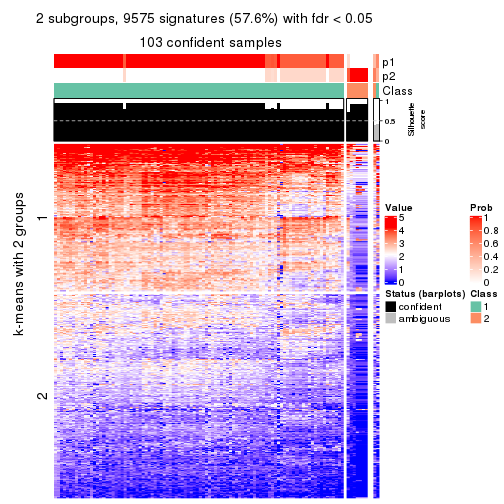 2 subgroups, 9575 signatures (57.6%) with fdr < 0.05
103 confident samples
p1
p2
Class
1
0.5
0
Silhouette
score
k-means with 2 groups
1
2
Value
5
4
3
2
1
0
Prob
1
0.8
0.6
0.4
0.2
0
Status (barplots)
confident
ambiguous
Class
1
2